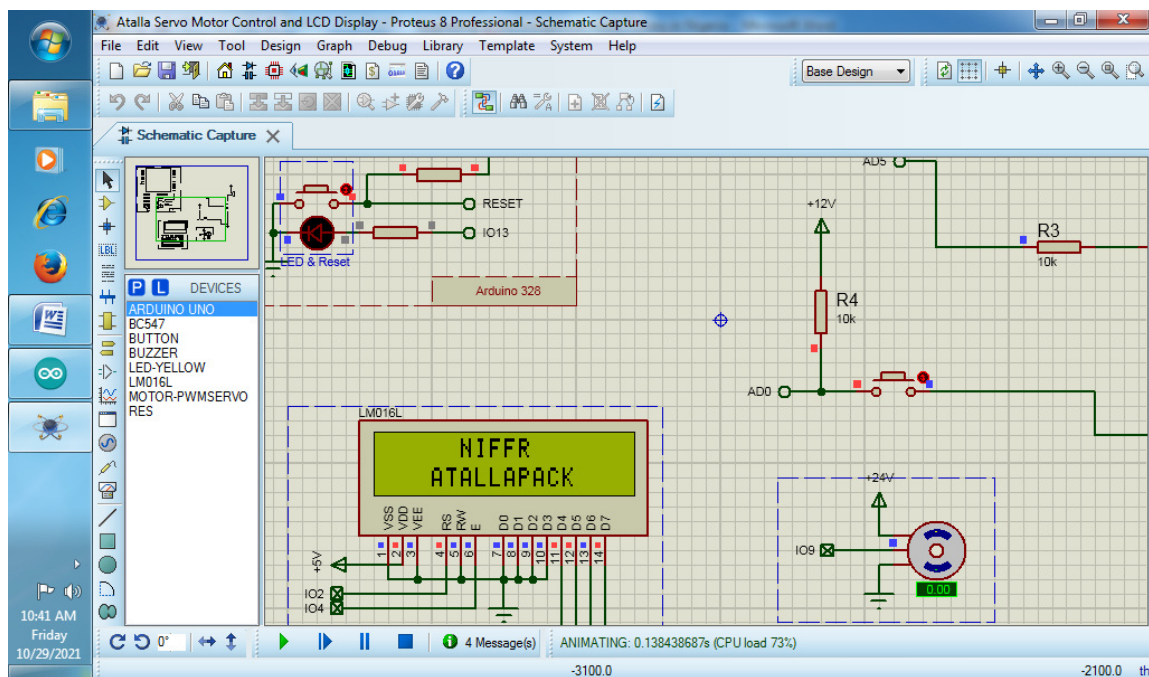 Atalla Servo Motor Control and LCD Display - Proteus 8 Professional - Schematic Capture
File Edit View Tool Design Graph Debug Library Template System Help
Base Design
Schematic Capture
P L DEVICES
ARDUINO UNO
BC547
BUTTON
BUZZER
LED-YELLOW
LM016L
MOTOR-PWMSERVO
RES
LBL
RESET
IO13
LED & Reset
Arduino 328
AD5
+12V
R3
10k
R4
10k
AD0
LM016L
NIFFR
ATALLAPACK
VSS VDD VEE RS RW E D0 D1 D2 D3 D4 D5 D6 D7
1 2 3 4 5 6 7 8 9 10 11 12 13 14
+5V
IO2
IO4
+24V
IO9
0.00
10:41 AM
Friday
10/29/2021
0°
4 Message(s)
ANIMATING: 0.138438687s (CPU load 73%)
-3100.0
-2100.0
th